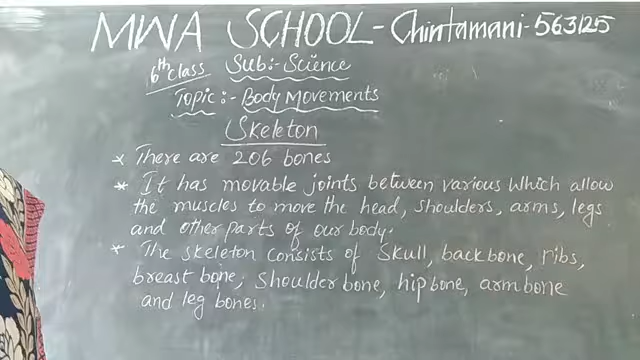 MWA SCHOOL - Chintamani - 563125
6th class Sub:- Science
Topic:- Body Movements
Skeleton
* There are 206 bones
* It has movable joints between various which allow
the muscles to move the head, shoulders, arms, legs
and other parts of our body.
* The skeleton consists of skull, backbone, ribs,
breast bone, shoulder bone, hip bone, arm bone
and leg bones.